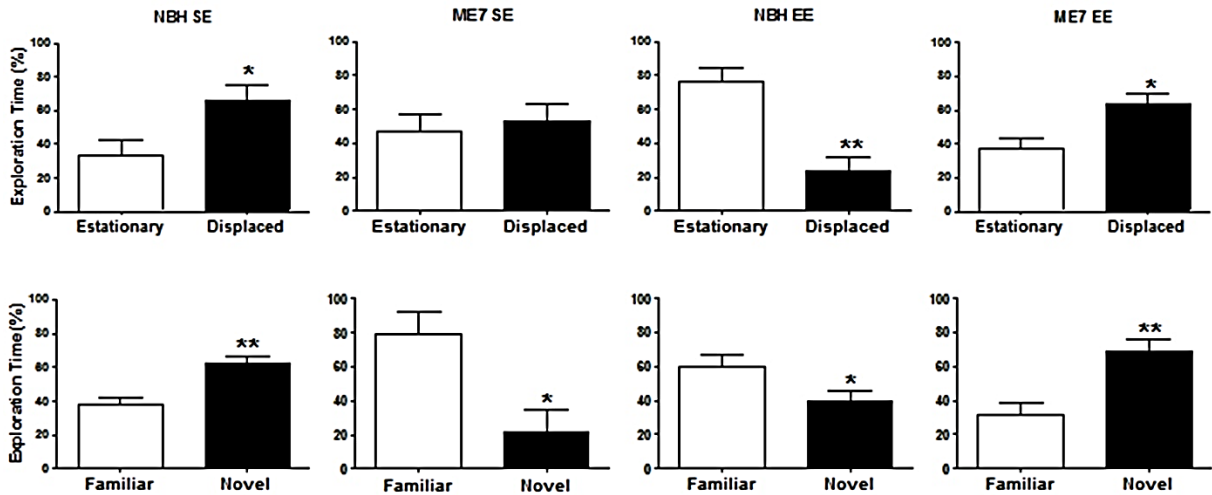 NBH SE ME7 SE NBH EE ME7 EE
Exploration Time (%)
100 80 60 40 20 0
*
Estationary Displaced
100 80 60 40 20 0
Estationary Displaced
100 80 60 40 20 0
**
Estationary Displaced
100 80 60 40 20 0
*
Estationary Displaced
Exploration Time (%)
100 80 60 40 20 0
**
Familiar Novel
100 80 60 40 20 0
*
Familiar Novel
100 80 60 40 20 0
*
Familiar Novel
100 80 60 40 20 0
**
Familiar Novel